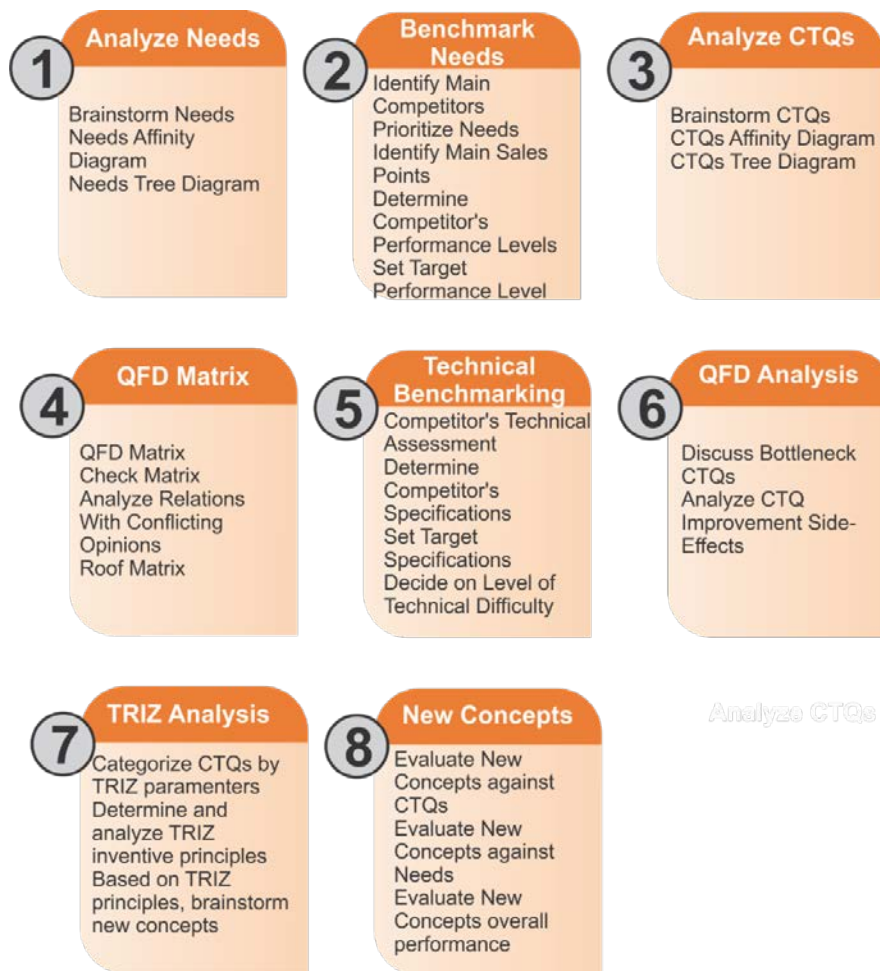 1
Analyze Needs
Brainstorm Needs
Needs Affinity
Diagram
Needs Tree Diagram
2
Benchmark
Needs
Identify Main
Competitors
Prioritize Needs
Identify Main Sales
Points
Determine
Competitor's
Performance Levels
Set Target
Performance Level
3
Analyze CTQs
Brainstorm CTQs
CTQs Affinity Diagram
CTQs Tree Diagram
4
QFD Matrix
QFD Matrix
Check Matrix
Analyze Relations
With Conflicting
Opinions
Roof Matrix
5
Technical
Benchmarking
Competitor's Technical
Assessment
Determine
Competitor's
Specifications
Set Target
Specifications
Decide on Level of
Technical Difficulty
6
QFD Analysis
Discuss Bottleneck
CTQs
Analyze CTQ
Improvement Side-
Effects
7
TRIZ Analysis
Categorize CTQs by
TRIZ paramenters
Determine and
analyze TRIZ
inventive principles
Based on TRIZ
principles, brainstorm
new concepts
8
New Concepts
Evaluate New
Concepts against
CTQs
Evaluate New
Concepts against
Needs
Evaluate New
Concepts overall
performance
Analyze CTQs